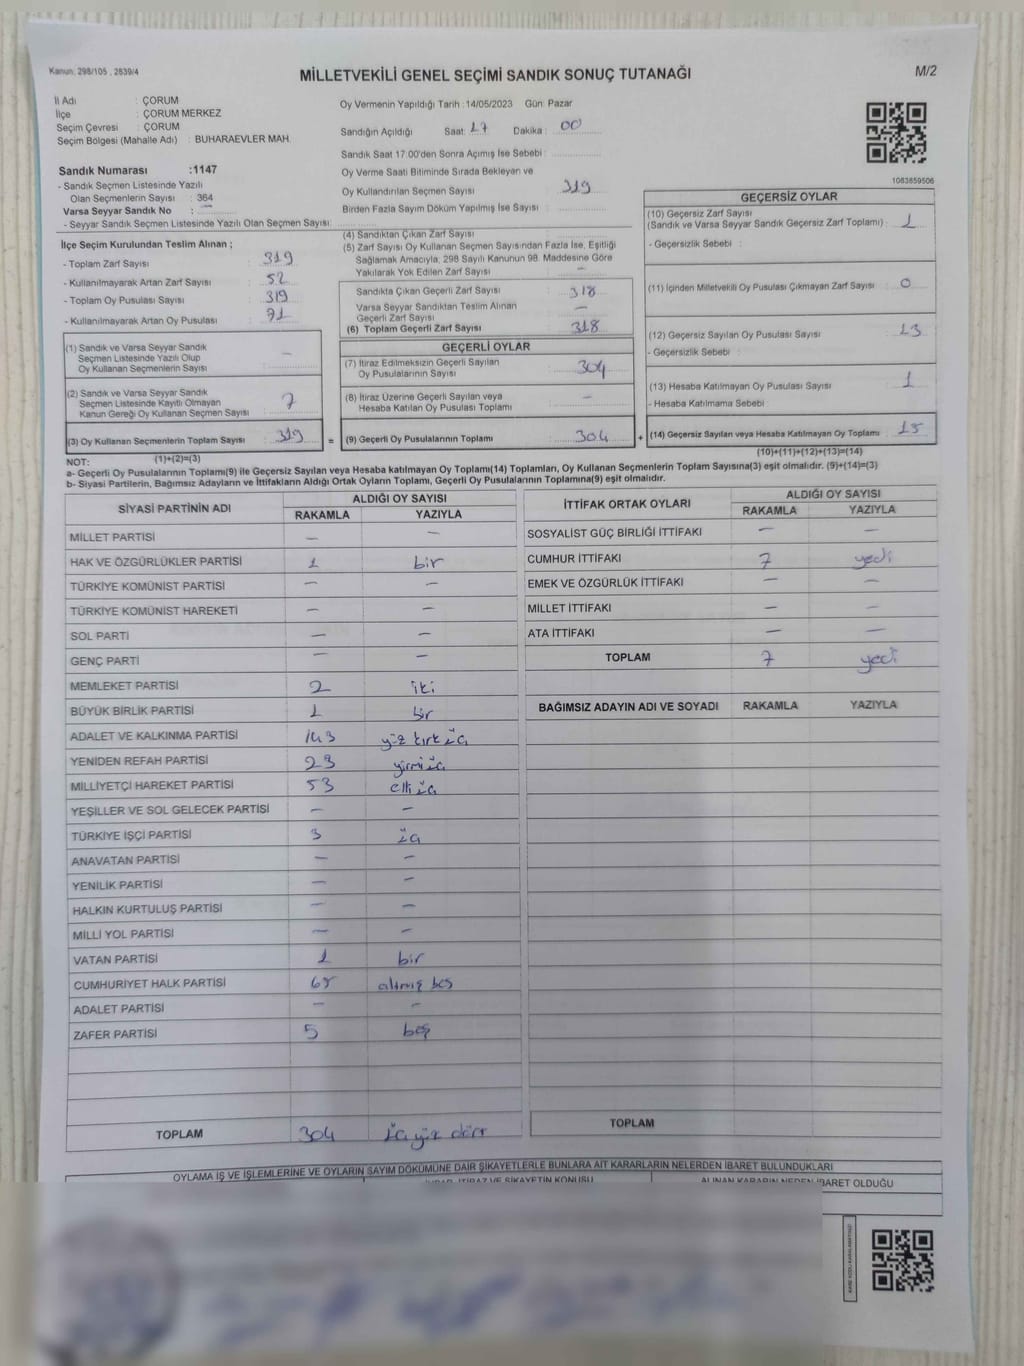 Kanun: 298/105 , 2839/4
MİLLETVEKİLİ GENEL SEÇİMİ SANDIK SONUÇ TUTANAĞI
M/2
İl Adı : ÇORUM
İlçe : ÇORUM MERKEZ
Seçim Çevresi : ÇORUM
Seçim Bölgesi (Mahalle Adı) : BUHARAEVLER MAH.
Sandık Numarası :1147
- Sandık Seçmen Listesinde Yazılı
Olan Seçmenlerin Sayısı : 364
Varsa Seyyar Sandık No : —
- Seyyar Sandık Seçmen Listesinde Yazılı Olan Seçmen Sayısı:
Oy Vermenin Yapıldığı Tarih :14/05/2023 Gün: Pazar
Sandığın Açıldığı Saat: 17 Dakika : 00
Sandık Saat 17:00'den Sonra Açımış İse Sebebi :
Oy Verme Saati Bitiminde Sırada Bekleyen ve
Oy Kullandırılan Seçmen Sayısı 319
Birden Fazla Sayım Döküm Yapılmış İse Sayısı :
1083859506
İlçe Seçim Kurulundan Teslim Alınan ;
- Toplam Zarf Sayısı : 319
- Kullanılmayarak Artan Zarf Sayısı : 52
- Toplam Oy Pusulası Sayısı : 319
- Kullanılmayarak Artan Oy Pusulası : 71
(1) Sandık ve Varsa Seyyar Sandık
Seçmen Listesinde Yazılı Olup
Oy Kullanan Seçmenlerin Sayısı —
(2) Sandık ve Varsa Seyyar Sandık
Seçmen Listesinde Kayıtlı Olmayan
Kanun Gereği Oy Kullanan Seçmen Sayısı 7
(3) Oy Kullanan Seçmenlerin Toplam Sayısı 319
(1)+(2)=(3)
(4) Sandıktan Çıkan Zarf Sayısı
(5) Zarf Sayısı Oy Kullanan Seçmen Sayısından Fazla İse, Eşitliği
Sağlamak Amacıyla, 298 Sayılı Kanunun 98. Maddesine Göre
Yakılarak Yok Edilen Zarf Sayısı —
Sandıkta Çıkan Geçerli Zarf Sayısı 318
Varsa Seyyar Sandıktan Teslim Alınan
Geçerli Zarf Sayısı —
(6) Toplam Geçerli Zarf Sayısı 318
GEÇERLİ OYLAR
(7) İtiraz Edilmeksizin Geçerli Sayılan
Oy Pusulalarının Sayısı 304
(8) İtiraz Üzerine Geçerli Sayılan veya
Hesaba Katılan Oy Pusulası Toplamı —
= (9) Geçerli Oy Pusulalarının Toplamı 304 +
GEÇERSİZ OYLAR
(10) Geçersiz Zarf Sayısı
(Sandık ve Varsa Seyyar Sandık Geçersiz Zarf Toplamı) 1
- Geçersizlik Sebebi :
(11) İçinden Milletvekili Oy Pusulası Çıkmayan Zarf Sayısı 0
(12) Geçersiz Sayılan Oy Pusulası Sayısı 13
- Geçersizlik Sebebi :
(13) Hesaba Katılmayan Oy Pusulası Sayısı 1
- Hesaba Katılmama Sebebi :
(14) Geçersiz Sayılan veya Hesaba Katılmayan Oy Toplamı 15
(10)+(11)+(12)+(13)=(14)
NOT:
a- Geçerli Oy Pusulalarının Toplamı(9) ile Geçersiz Sayılan veya Hesaba katılmayan Oy Toplamı(14) Toplamları, Oy Kullanan Seçmenlerin Toplam Sayısına(3) eşit olmalıdır. (9)+(14)=(3)
b- Siyasi Partilerin, Bağımsız Adayların ve İttifakların Aldığı Ortak Oyların Toplamı, Geçerli Oy Pusulalarının Toplamına(9) eşit olmalıdır.
SİYASİ PARTİNİN ADI ALDIĞI OY SAYISI
RAKAMLA YAZIYLA
MİLLET PARTİSİ — —
HAK VE ÖZGÜRLÜKLER PARTİSİ 1 bir
TÜRKİYE KOMÜNİST PARTİSİ — —
TÜRKİYE KOMÜNİST HAREKETİ — —
SOL PARTİ — —
GENÇ PARTİ — —
MEMLEKET PARTİSİ 2 iki
BÜYÜK BİRLİK PARTİSİ 1 bir
ADALET VE KALKINMA PARTİSİ 143 yüz kırk üç
YENİDEN REFAH PARTİSİ 23 yirmi üç
MİLLİYETÇİ HAREKET PARTİSİ 53 elli üç
YEŞİLLER VE SOL GELECEK PARTİSİ — —
TÜRKİYE İŞÇİ PARTİSİ 3 üç
ANAVATAN PARTİSİ — —
YENİLİK PARTİSİ — —
HALKIN KURTULUŞ PARTİSİ — —
MİLLİ YOL PARTİSİ — —
VATAN PARTİSİ 1 bir
CUMHURİYET HALK PARTİSİ 65 altmış beş
ADALET PARTİSİ — —
ZAFER PARTİSİ 5 beş
TOPLAM 304 üç yüz dört
İTTİFAK ORTAK OYLARI ALDIĞI OY SAYISI
RAKAMLA YAZIYLA
SOSYALİST GÜÇ BİRLİĞİ İTTİFAKI — —
CUMHUR İTTİFAKI 7 yedi
EMEK VE ÖZGÜRLÜK İTTİFAKI — —
MİLLET İTTİFAKI — —
ATA İTTİFAKI — —
TOPLAM 7 yedi
BAĞIMSIZ ADAYIN ADI VE SOYADI RAKAMLA YAZIYLA
TOPLAM
OYLAMA İŞ VE İŞLEMLERİNE VE OYLARIN SAYIM DÖKÜMÜNE DAİR ŞİKAYETLERLE BUNLARA AİT KARARLARIN NELERDEN İBARET BULUNDUKLARI
İTİRAZ VE ŞİKAYETİN KONUSU
ALINAN KARARIN NEDEN İBARET OLDUĞU